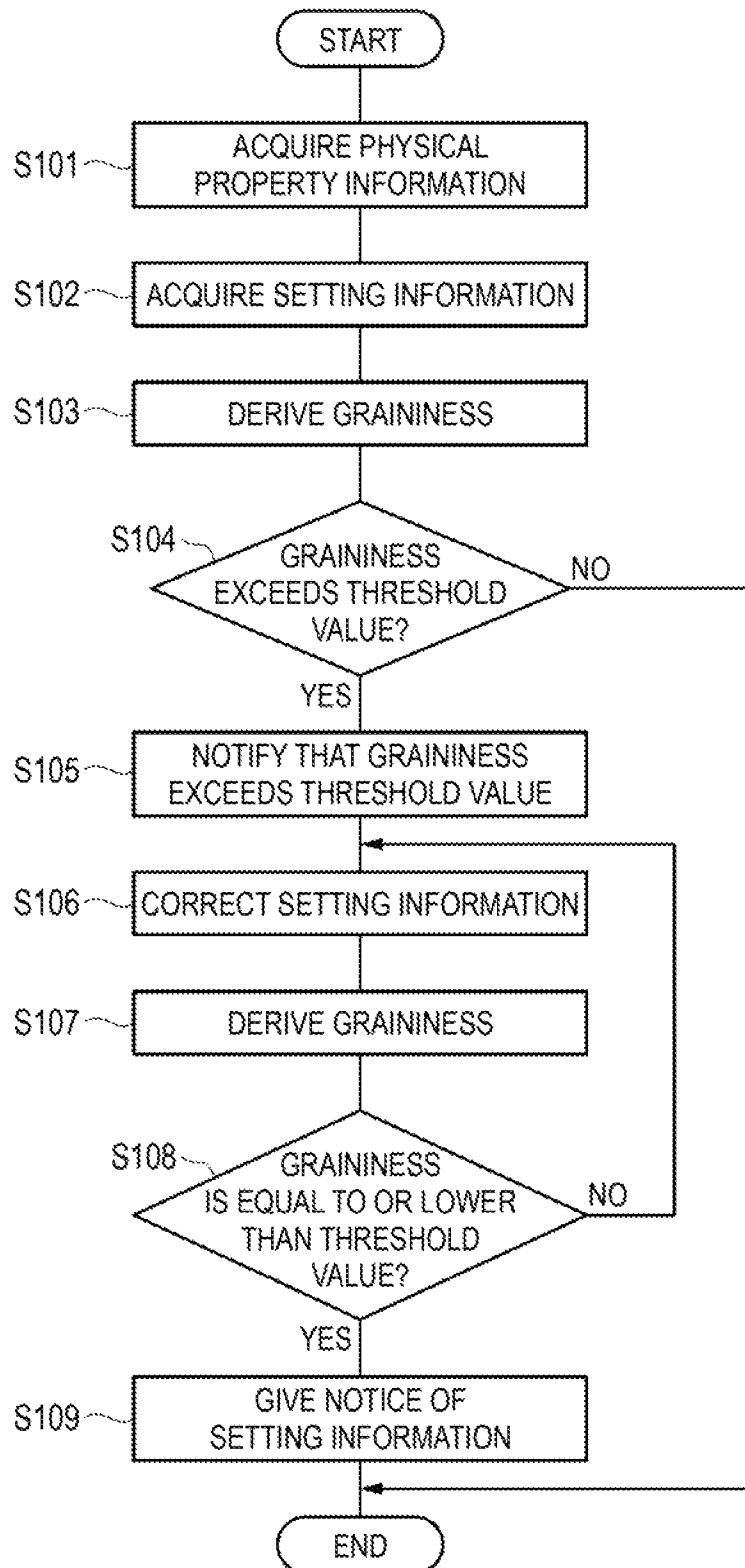 START
S101
ACQUIRE PHYSICAL
PROPERTY INFORMATION
S102
ACQUIRE SETTING INFORMATION
S103
DERIVE GRAININESS
S104
GRAININESS
EXCEEDS THRESHOLD
VALUE?
NO
YES
S105
NOTIFY THAT GRAININESS
EXCEEDS THRESHOLD VALUE
S106
CORRECT SETTING INFORMATION
S107
DERIVE GRAININESS
S108
GRAININESS
IS EQUAL TO OR LOWER
THAN THRESHOLD
VALUE?
NO
YES
S109
GIVE NOTICE OF
SETTING INFORMATION
END